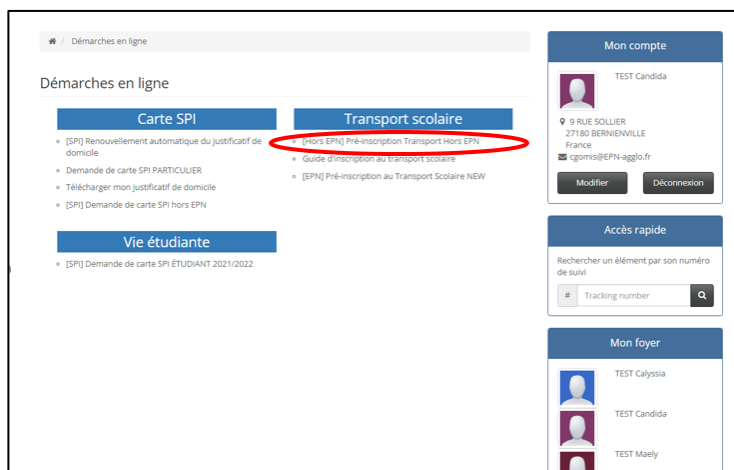 / Démarches en ligne
Démarches en ligne
Carte SPI
[SPI] Renouvellement automatique du justificatif de
domicile
Demande de carte SPI PARTICULIER
Télécharger mon justificatif de domicile
[SPI] Demande de carte SPI hors EPN
Transport scolaire
[Hors EPN] Pré-inscription Transport Hors EPN
Guide d'inscription au transport scolaire
[EPN] Pré-inscription au Transport Scolaire NEW
Vie étudiante
[SPI] Demande de carte SPI ÉTUDIANT 2021/2022
Mon compte
TEST Candida
9 RUE SOLLIER
27180 BERNIENVILLE
France
cgomis@EPN-agglo.fr
Modifier
Déconnexion
Accès rapide
Rechercher un élément par son numéro
de suivi
# Tracking number
Mon foyer
TEST Calyssia
TEST Candida
TEST Maely